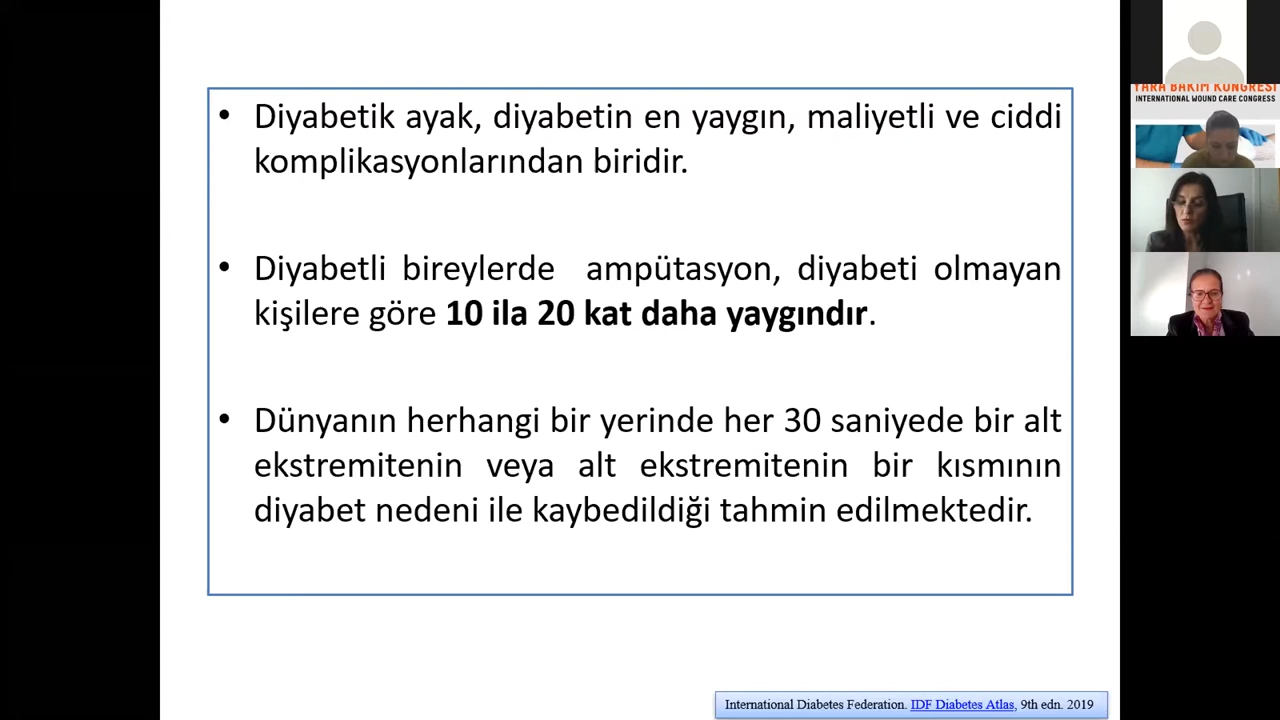 • Diyabetik ayak, diyabetin en yaygın, maliyetli ve ciddi
komplikasyonlarından biridir.
• Diyabetli bireylerde ampütasyon, diyabeti olmayan
kişilere göre 10 ila 20 kat daha yaygındır.
• Dünyanın herhangi bir yerinde her 30 saniyede bir alt
ekstremitenin veya alt ekstremitenin bir kısmının
diyabet nedeni ile kaybedildiği tahmin edilmektedir.
International Diabetes Federation. IDF Diabetes Atlas, 9th edn. 2019
YARA BAKIM KONGRESİ
INTERNATIONAL WOUND CARE CONGRESS